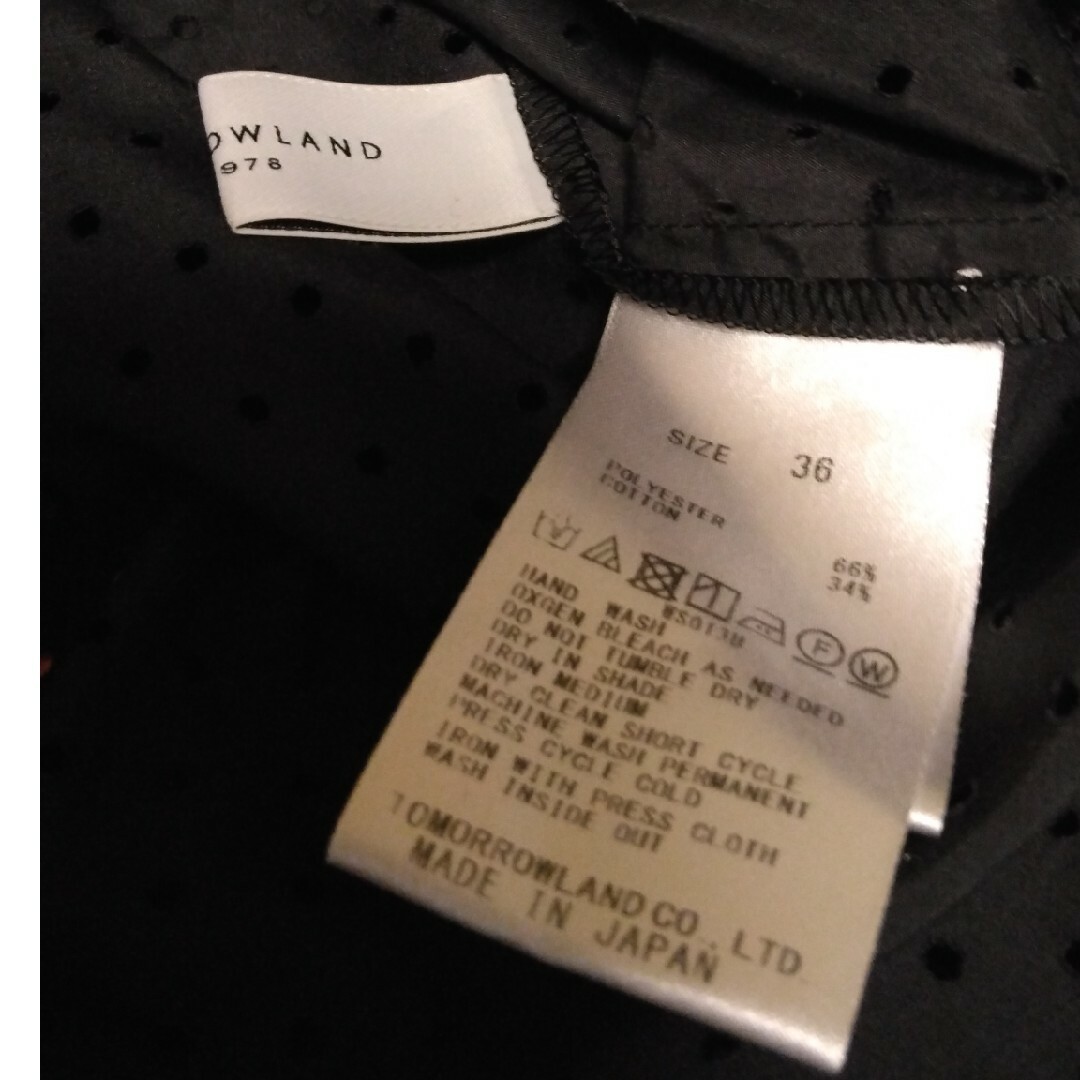 OWLAND
978
SIZE 36
POLYESTER 66%
COTTON 34%
F W
WS013U
HAND WASH
OXGEN BLEACH AS NEEDED
DO NOT TUMBLE DRY
DRY IN SHADE
IRON MEDIUM
DRY CLEAN SHORT CYCLE
MACHINE WASH PERMANENT
PRESS CYCLE COLD
IRON WITH PRESS CLOTH
WASH INSIDE OUT
TOMORROWLAND CO., LTD.
MADE IN JAPAN